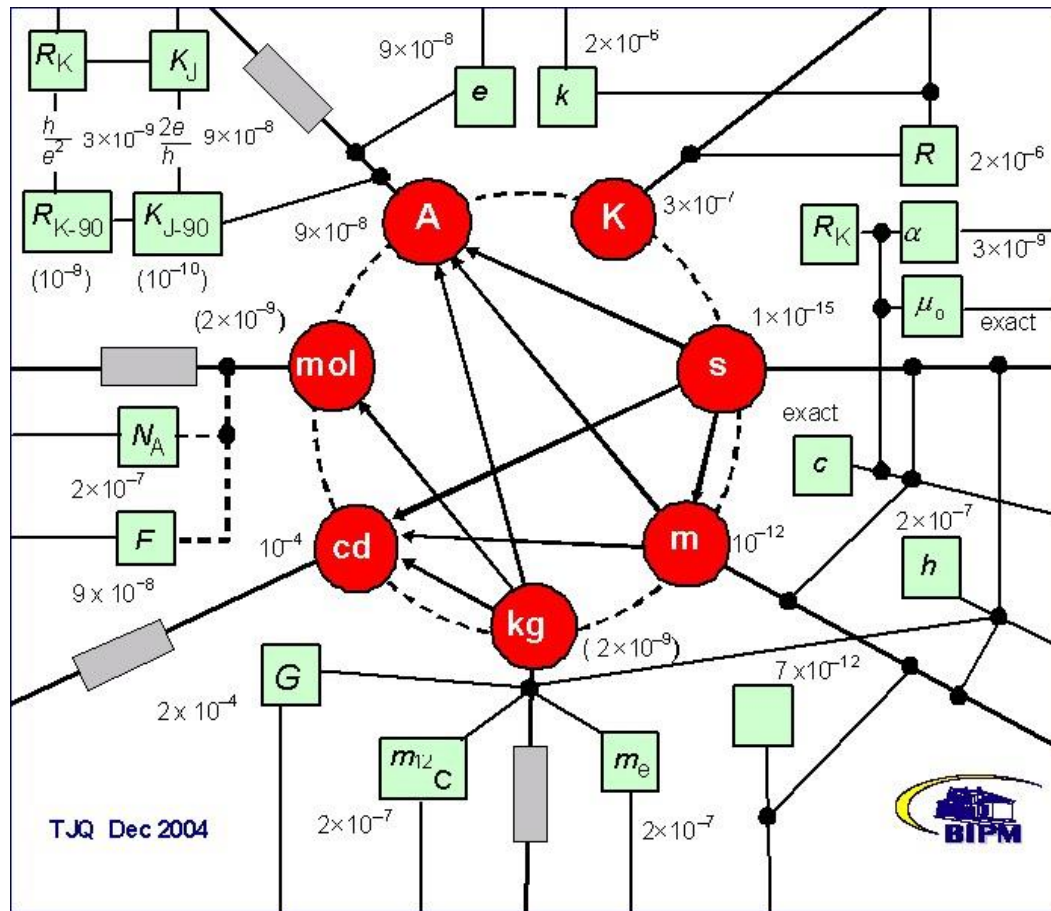 R_K
K_J
h/e²
3×10⁻⁹
2e/h
9×10⁻⁸
R_K-90
K_J-90
(10⁻⁹)
(10⁻¹⁰)
9×10⁻⁸
e
k
2×10⁻⁶
R
2×10⁻⁶
A
9×10⁻⁸
K
3×10⁻⁷
R_K
α
3×10⁻⁹
μ₀
exact
(2×10⁻⁹)
mol
1×10⁻¹⁵
s
N_A
2×10⁻⁷
F
9 x 10⁻⁸
exact
c
2×10⁻⁷
h
10⁻⁴
cd
m
10⁻¹²
kg
( 2×10⁻⁹)
G
2 x 10⁻⁴
7 x10⁻¹²
m₁₂C
2×10⁻⁷
m_e
2×10⁻⁷
TJQ Dec 2004
BIPM